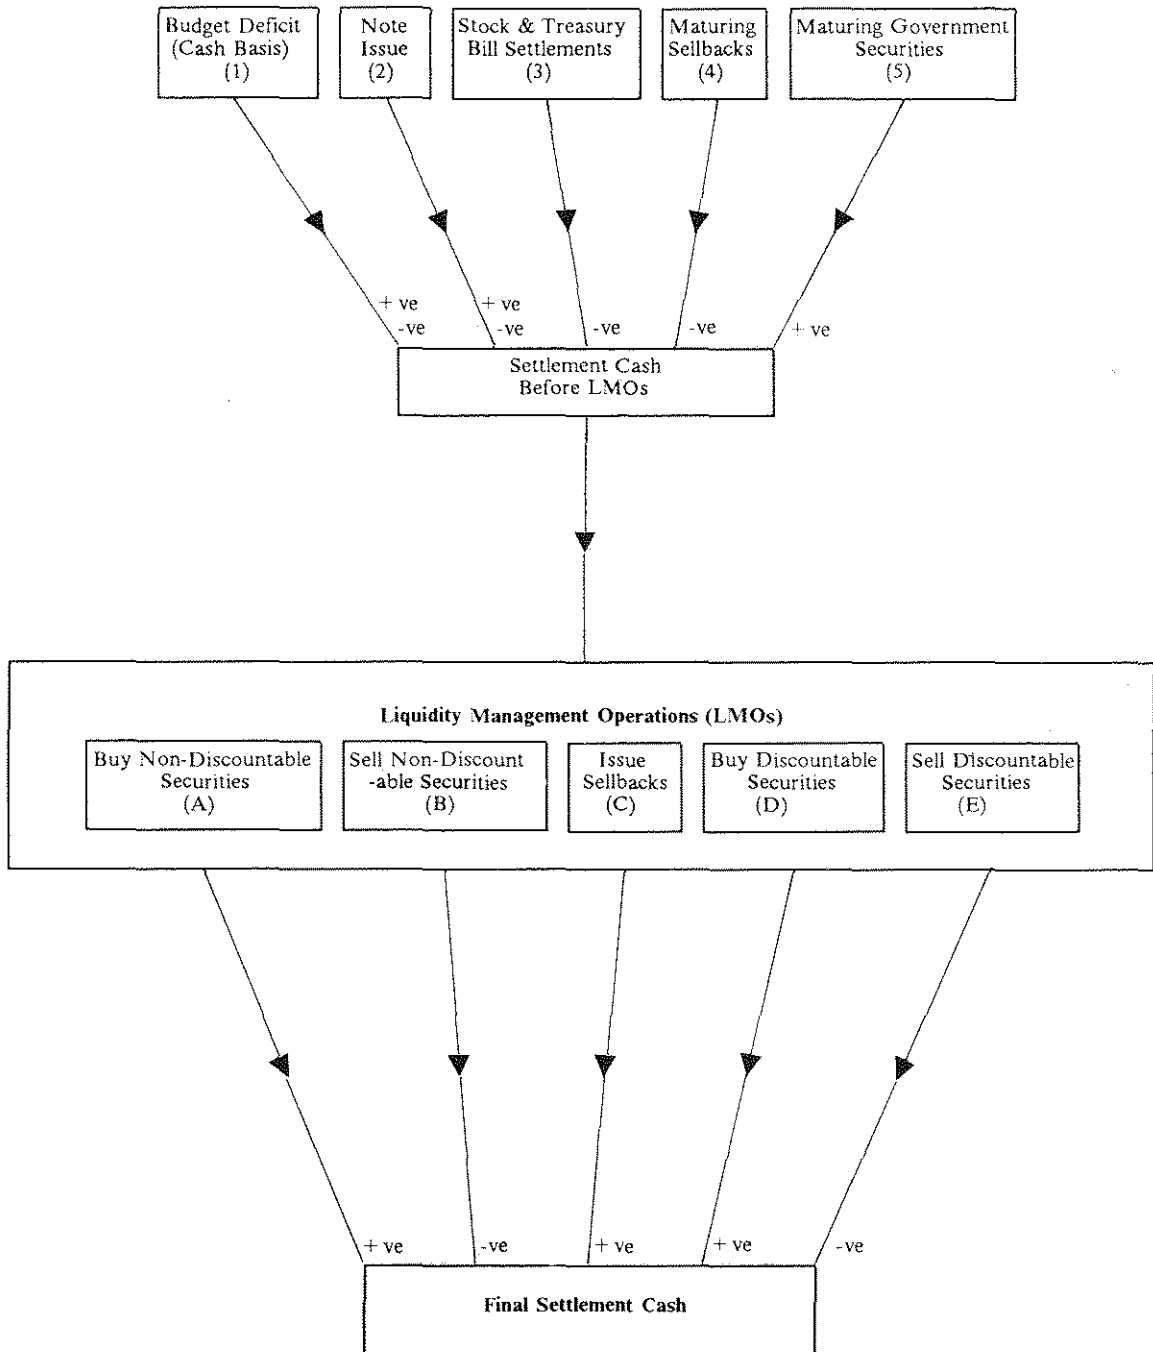 Budget Deficit
(Cash Basis)
(1)
Note
Issue
(2)
Stock & Treasury
Bill Settlements
(3)
Maturing
Sellbacks
(4)
Maturing Government
Securities
(5)
+ ve
-ve
+ ve
-ve
-ve
-ve
+ ve
Settlement Cash
Before LMOs
Liquidity Management Operations (LMOs)
Buy Non-Discountable
Securities
(A)
Sell Non-Discount
-able Securities
(B)
Issue
Sellbacks
(C)
Buy Discountable
Securities
(D)
Sell Discountable
Securities
(E)
+ ve
-ve
+ ve
+ ve
-ve
Final Settlement Cash